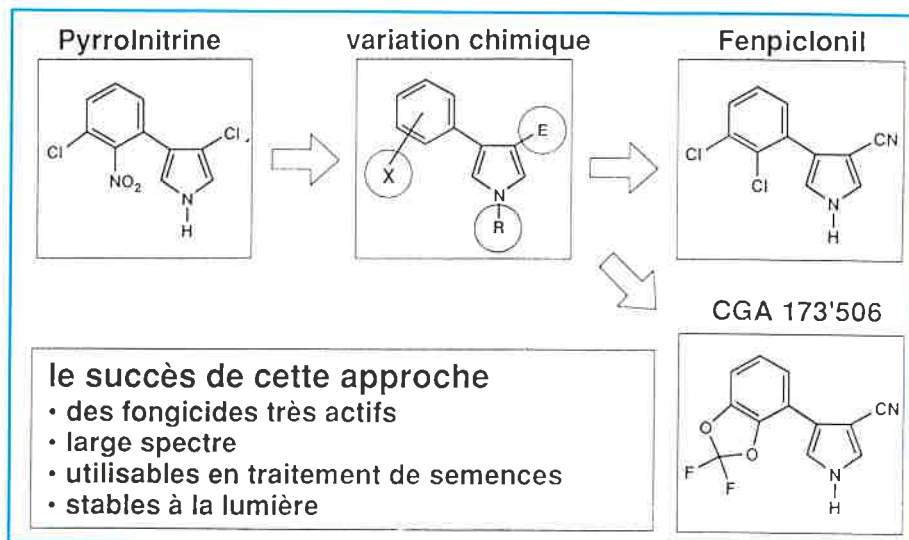 Pyrrolnitrine
variation chimique
Fenpiclonil
Cl
NO2
Cl
N
H
X
E
N
R
Cl
Cl
CN
N
H
CGA 173'506
O
O
F
F
CN
N
H
le succès de cette approche
• des fongicides très actifs
• large spectre
• utilisables en traitement de semences
• stables à la lumière